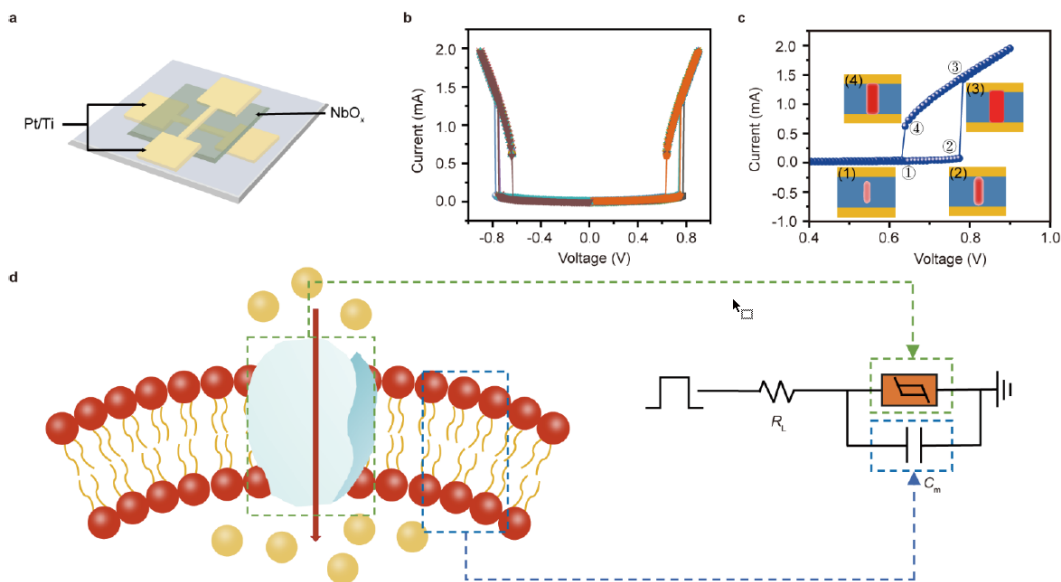 a
Pt/Ti
NbOₓ
b
Current (mA)
2.0
1.5
1.0
0.5
0.0
-0.8 -0.4 0.0 0.4 0.8
Voltage (V)
c
Current (mA)
2.0
1.5
1.0
0.5
0.0
-0.5
-1.0
(4)
③
(3)
④
②
①
(1)
(2)
0.4 0.6 0.8 1.0
Voltage (V)
d
R_L
C_m